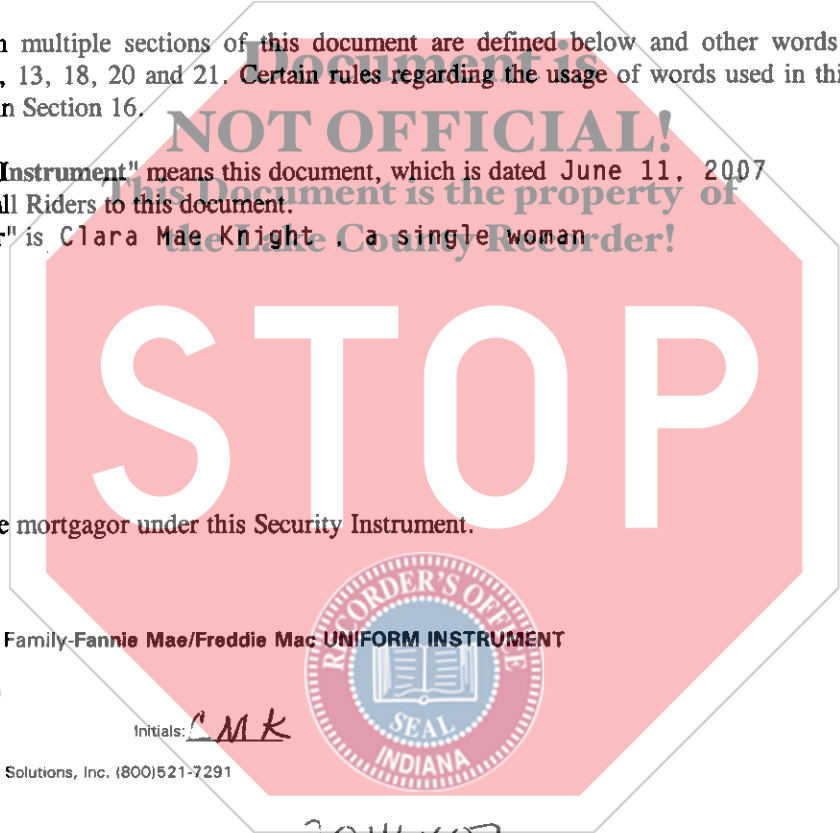 n multiple sections of this document are defined below and other words
, 13, 18, 20 and 21. Certain rules regarding the usage of words used in thi
n Section 16.
Document is
NOT OFFICIAL!
This Document is the property of
the Lake County Recorder!
Instrument" means this document, which is dated June 11, 2007
ll Riders to this document.
r" is Clara Mae Knight , a single woman
STOP
e mortgagor under this Security Instrument.
Family-Fannie Mae/Freddie Mac UNIFORM INSTRUMENT
RECORDER'S OFFICE
SEAL
INDIANA
Initials: CMK
Solutions, Inc. (800)521-7291